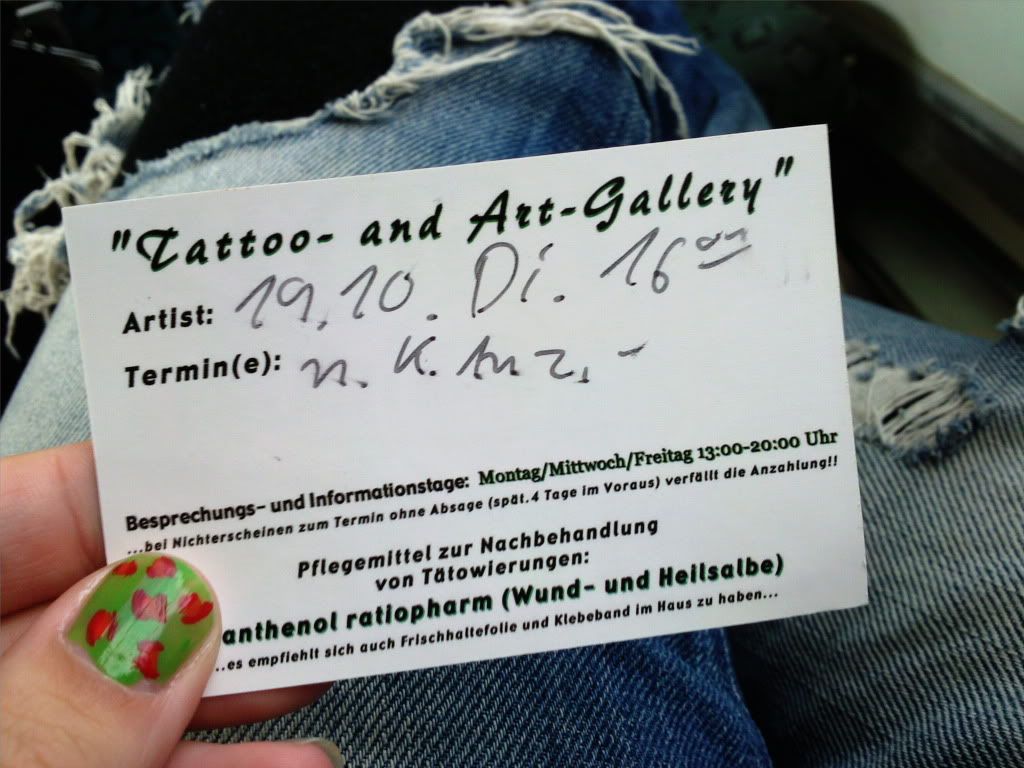 "Tattoo- and Art-Gallery"
Artist: 19.10. Di. 16⁰⁰
Termin(e): n. K. Anz. -
Besprechungs- und Informationstage: Montag/Mittwoch/Freitag 13:00-20:00 Uhr
...bei Nichterscheinen zum Termin ohne Absage (spät.4 Tage im Voraus) verfällt die Anzahlung!!
Pflegemittel zur Nachbehandlung
von Tätowierungen:
anthenol ratiopharm (Wund- und Heilsalbe)
...es empfiehlt sich auch Frischhaltefolie und Klebeband im Haus zu haben...